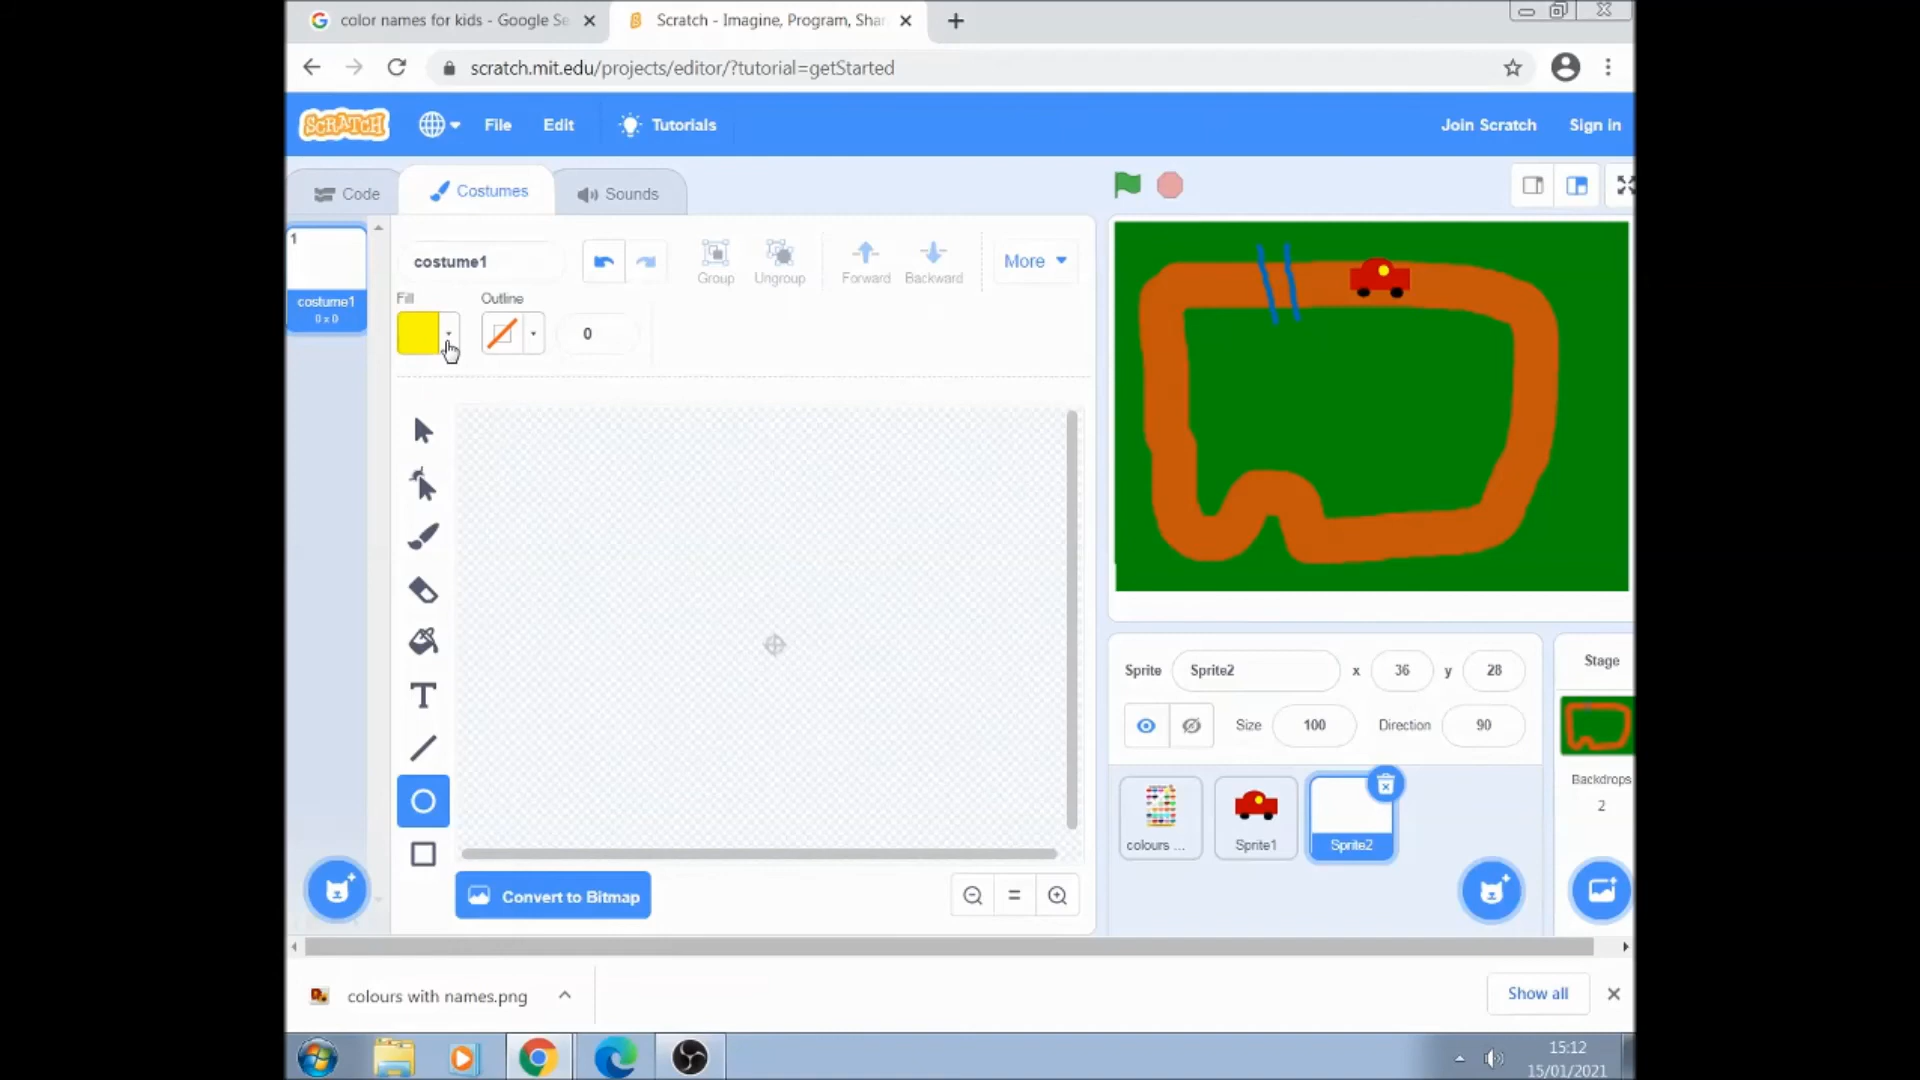 color names for kids - Google Se
Scratch - Imagine, Program, Shar
scratch.mit.edu/projects/editor/?tutorial=getStarted
SCRATCH
File
Edit
Tutorials
Join Scratch
Sign in
Code
Costumes
Sounds
1
costume1
0 x 0
costume1
Group
Ungroup
Forward
Backward
More
Fill
Outline
0
T
Convert to Bitmap
Sprite
Sprite2
x
36
y
28
Size
100
Direction
90
colours ...
Sprite1
Sprite2
Stage
Backdrops
2
colours with names.png
Show all
15:12
15/01/2021